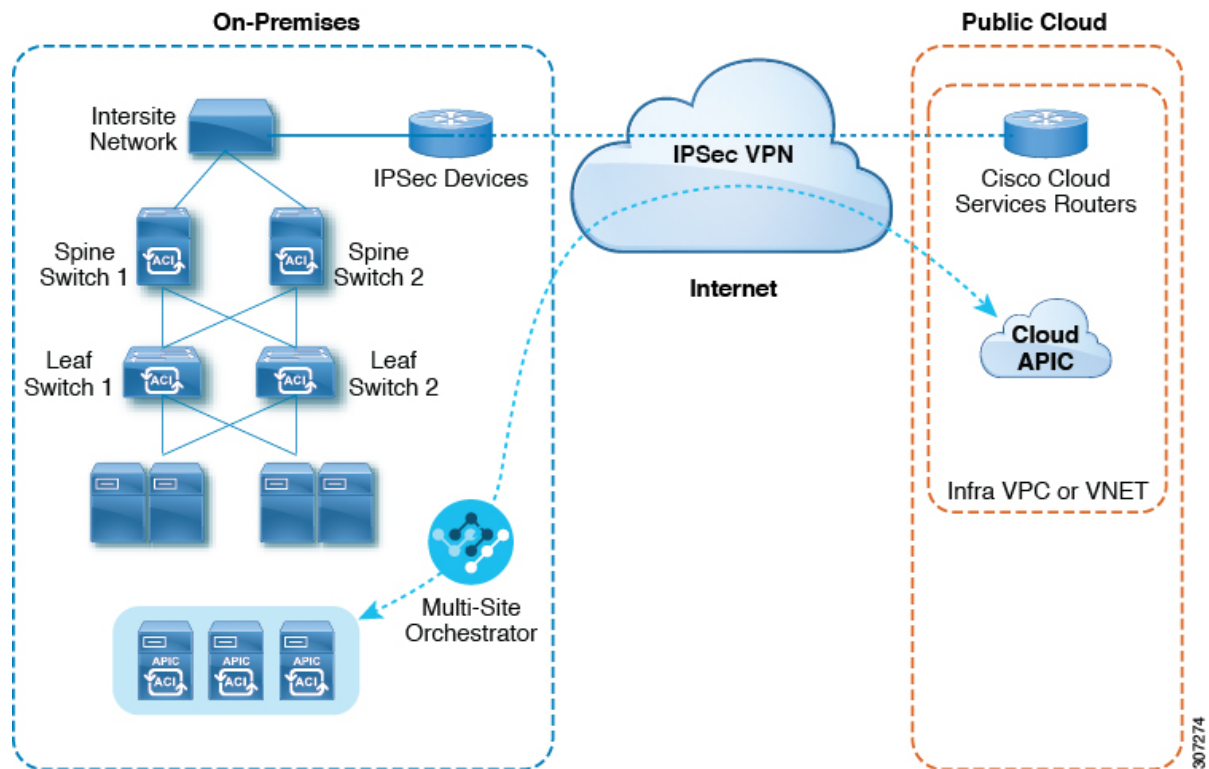 On-Premises
Public Cloud
Intersite
Network
IPSec Devices
IPSec VPN
Cisco Cloud
Services Routers
Spine
Switch 1
ACI
ACI
Spine
Switch 2
Internet
Cloud
APIC
Leaf
Switch 1
ACI
ACI
Leaf
Switch 2
Infra VPC or VNET
Multi-Site
Orchestrator
APIC
ACI
APIC
ACI
APIC
ACI
307274